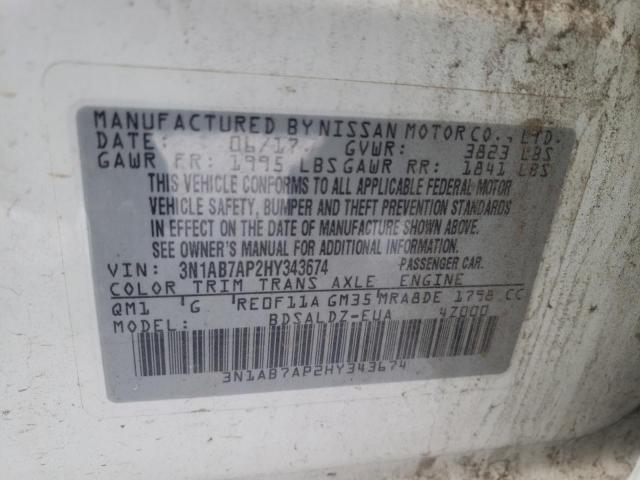 MANUFACTURED BY NISSAN MOTOR CO., LTD.
DATE: 06/17 GVWR: 3823 LBS
GAWR FR: 1995 LBS GAWR RR: 1841 LBS
THIS VEHICLE CONFORMS TO ALL APPLICABLE FEDERAL MOTOR
VEHICLE SAFETY, BUMPER AND THEFT PREVENTION STANDARDS
IN EFFECT ON THE DATE OF MANUFACTURE SHOWN ABOVE.
SEE OWNER'S MANUAL FOR ADDITIONAL INFORMATION.
VIN: 3N1AB7AP2HY343674 PASSENGER CAR.
COLOR TRIM TRANS AXLE ENGINE
QM1 G RE0F11A GM35 MRA8DE 1798 CC
MODEL: BDSALDZ-EUA 4Z000
3N1AB7AP2HY343674